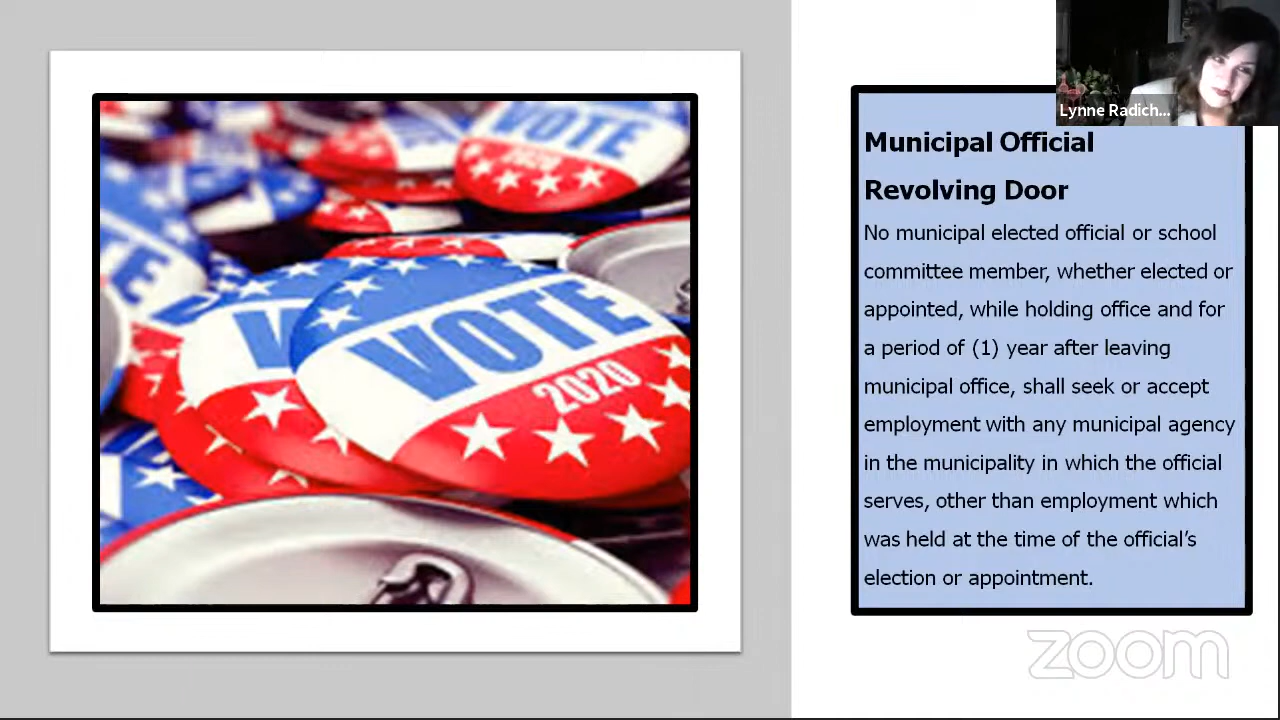 VOTE
2020
VOTE
2020
Lynne Radich...
Municipal Official
Revolving Door
No municipal elected official or school
committee member, whether elected or
appointed, while holding office and for
a period of (1) year after leaving
municipal office, shall seek or accept
employment with any municipal agency
in the municipality in which the official
serves, other than employment which
was held at the time of the official's
election or appointment.
zoom